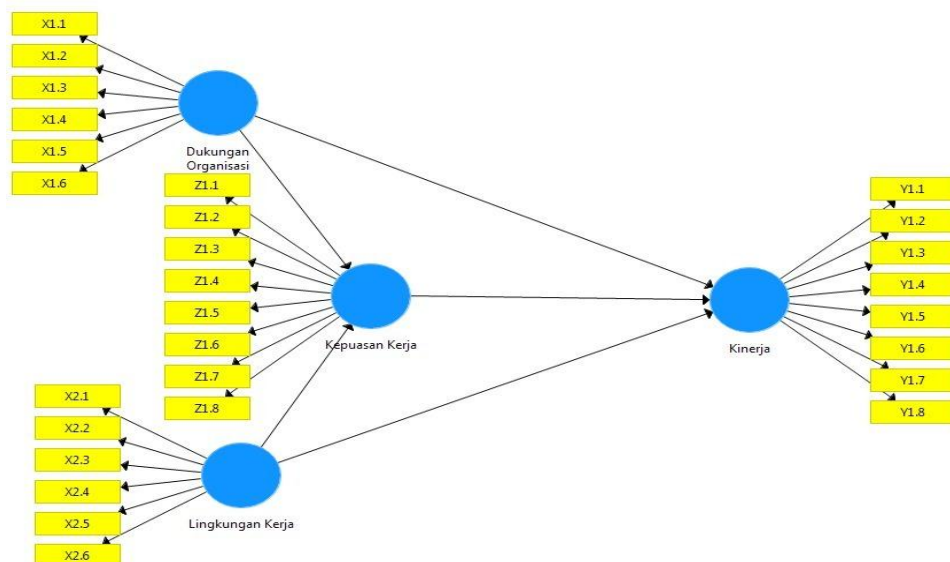 X1.1
X1.2
X1.3
X1.4
X1.5
X1.6
Dukungan
Organisasi
Z1.1
Z1.2
Z1.3
Z1.4
Z1.5
Z1.6
Z1.7
Z1.8
Kepuasan Kerja
X2.1
X2.2
X2.3
X2.4
X2.5
X2.6
Lingkungan Kerja
Kinerja
Y1.1
Y1.2
Y1.3
Y1.4
Y1.5
Y1.6
Y1.7
Y1.8